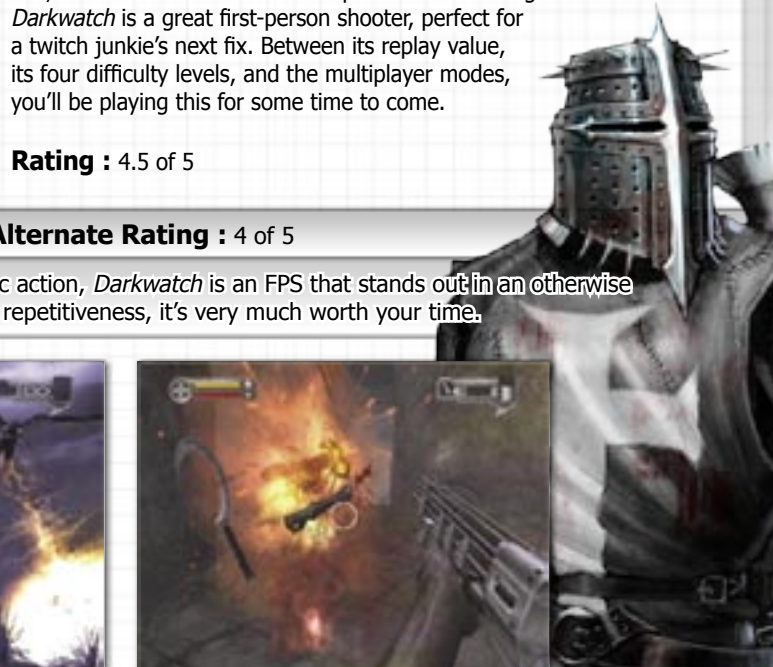 Darkwatch is a great first-person shooter, perfect for
a twitch junkie's next fix. Between its replay value,
its four difficulty levels, and the multiplayer modes,
you'll be playing this for some time to come.
Rating : 4.5 of 5
Alternate Rating : 4 of 5
action, Darkwatch is an FPS that stands out in an otherwise
repetitiveness, it's very much worth your time.